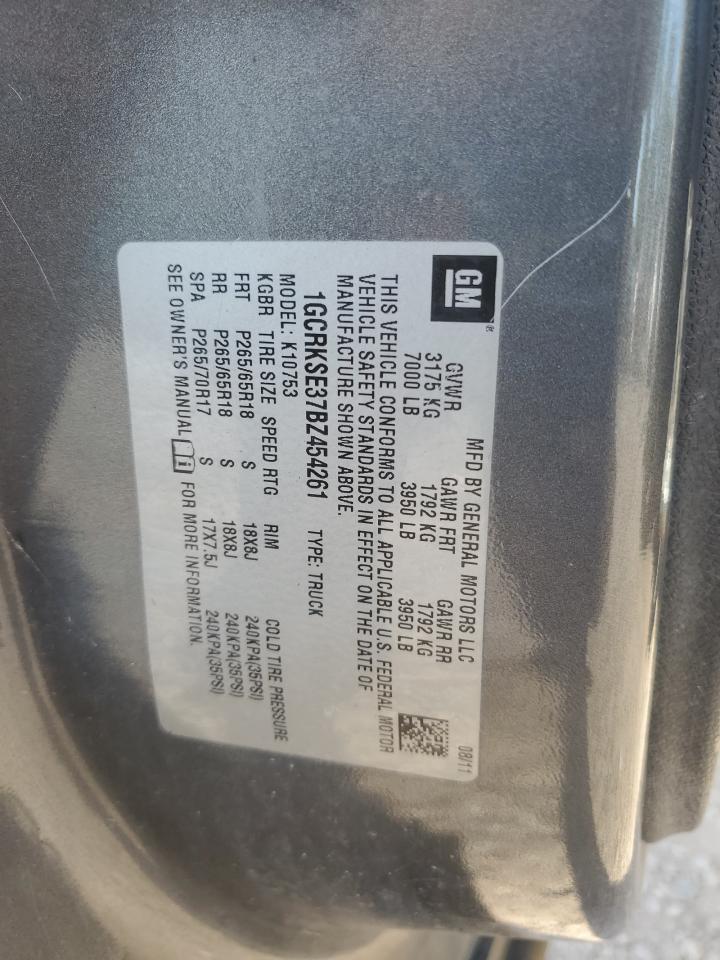 GM®
MFD BY GENERAL MOTORS LLC 08/11
GVWR GAWR FRT GAWR RR
3175 KG 1792 KG 1792 KG
7000 LB 3950 LB 3950 LB
THIS VEHICLE CONFORMS TO ALL APPLICABLE U.S. FEDERAL MOTOR
VEHICLE SAFETY STANDARDS IN EFFECT ON THE DATE OF
MANUFACTURE SHOWN ABOVE.
1GCRKSE37BZ454261 TYPE: TRUCK
MODEL: K10753
KGBR TIRE SIZE SPEED RTG RIM COLD TIRE PRESSURE
FRT P265/65R18 S 18X8J 240KPA(35PSI)
RR P265/65R18 S 18X8J 240KPA(35PSI)
SPA P265/70R17 S 17X7.5J 240KPA(35PSI)
SEE OWNER'S MANUAL FOR MORE INFORMATION.